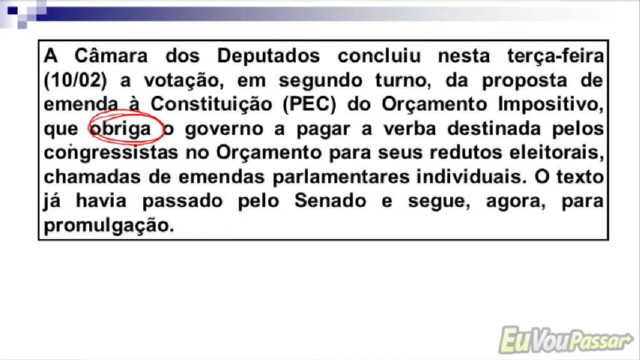 A Câmara dos Deputados concluiu nesta terça-feira
(10/02) a votação, em segundo turno, da proposta de
emenda à Constituição (PEC) do Orçamento Impositivo,
que obriga o governo a pagar a verba destinada pelos
congressistas no Orçamento para seus redutos eleitorais,
chamadas de emendas parlamentares individuais. O texto
já havia passado pelo Senado e segue, agora, para
promulgação.
EuVouPassar